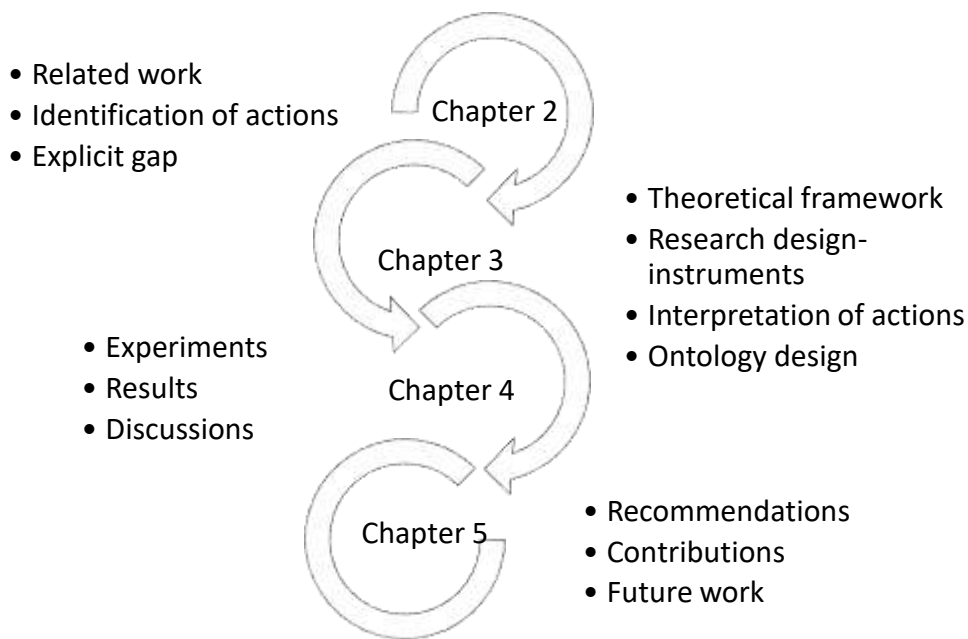 Chapter 2
• Related work
• Identification of actions
• Explicit gap
Chapter 3
• Theoretical framework
• Research design-
instruments
• Interpretation of actions
• Ontology design
Chapter 4
• Experiments
• Results
• Discussions
Chapter 5
• Recommendations
• Contributions
• Future work